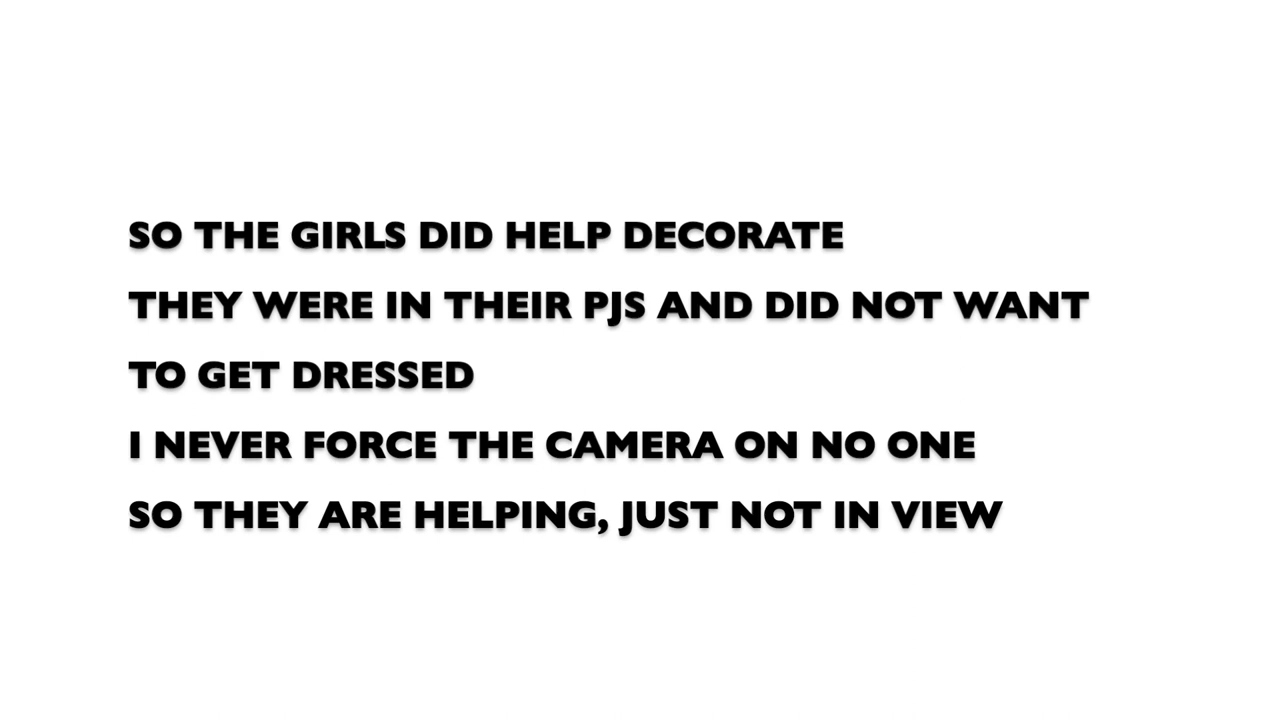 SO THE GIRLS DID HELP DECORATE
THEY WERE IN THEIR PJS AND DID NOT WANT
TO GET DRESSED
I NEVER FORCE THE CAMERA ON NO ONE
SO THEY ARE HELPING, JUST NOT IN VIEW